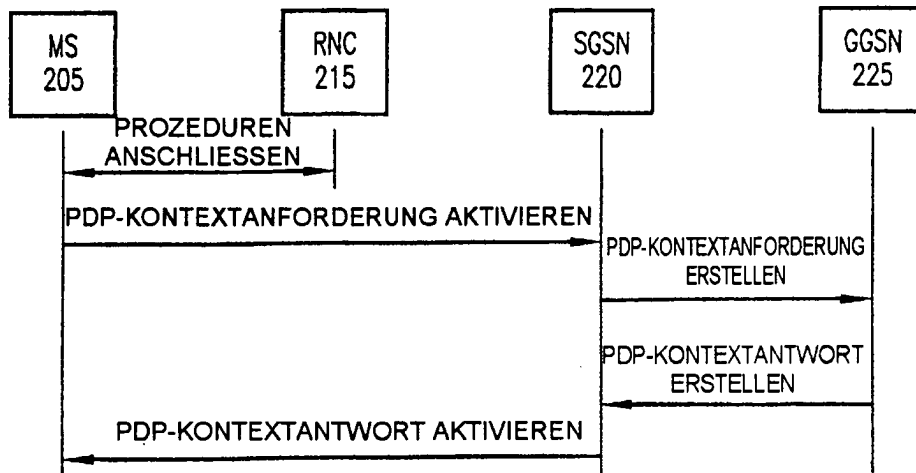 MS
205
RNC
215
SGSN
220
GGSN
225
PROZEDUREN
ANSCHLIESSEN
PDP-KONTEXTANFORDERUNG AKTIVIEREN
PDP-KONTEXTANFORDERUNG
ERSTELLEN
PDP-KONTEXTANTWORT
ERSTELLEN
PDP-KONTEXTANTWORT AKTIVIEREN